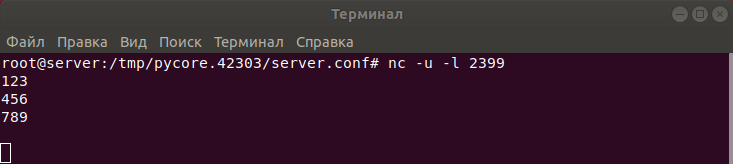 Терминал
Файл Правка Вид Поиск Терминал Справка
root@server:/tmp/pycore.42303/server.conf# nc -u -l 2399
123
456
789